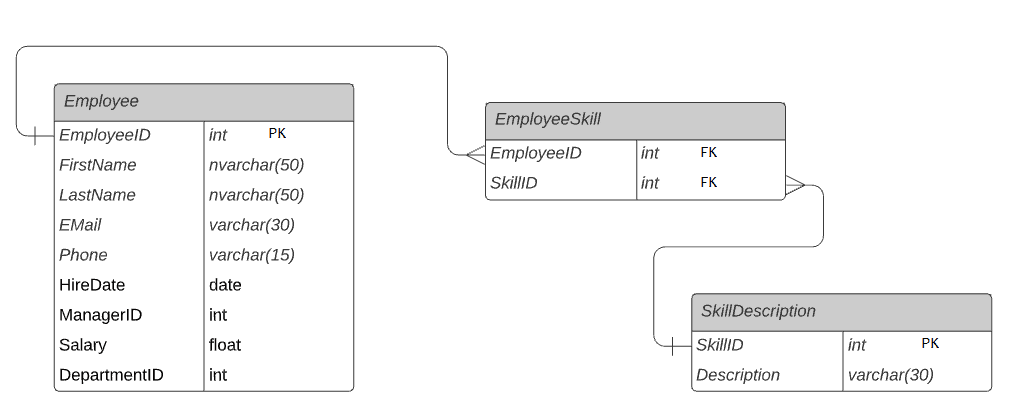 Employee
EmployeeID int PK
FirstName nvarchar(50)
LastName nvarchar(50)
EMail varchar(30)
Phone varchar(15)
HireDate date
ManagerID int
Salary float
DepartmentID int
EmployeeSkill
EmployeeID int FK
SkillID int FK
SkillDescription
SkillID int PK
Description varchar(30)